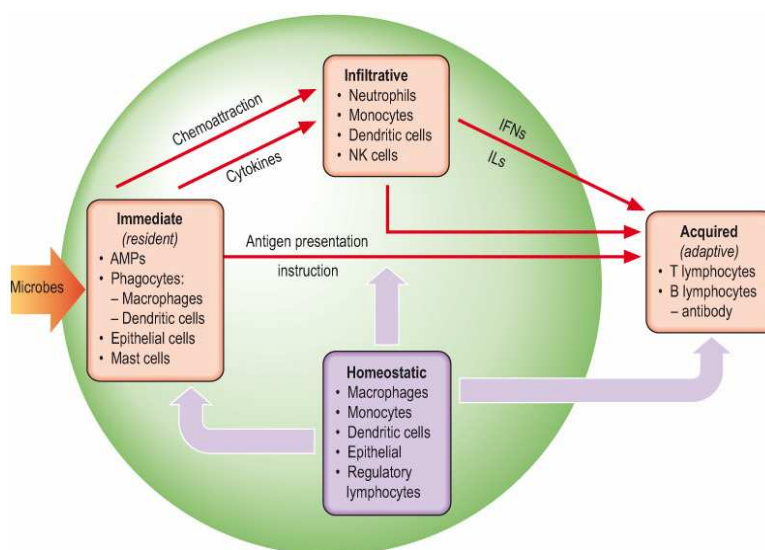 Infiltrative
• Neutrophils
• Monocytes
• Dendritic cells
• NK cells
Chemoattraction
Cytokines
IFNs
ILs
Immediate
(resident)
• AMPs
• Phagocytes:
– Macrophages
– Dendritic cells
• Epithelial cells
• Mast cells
Microbes
Antigen presentation
instruction
Acquired
(adaptive)
• T lymphocytes
• B lymphocytes
– antibody
Homeostatic
• Macrophages
• Monocytes
• Dendritic cells
• Epithelial
• Regulatory
lymphocytes